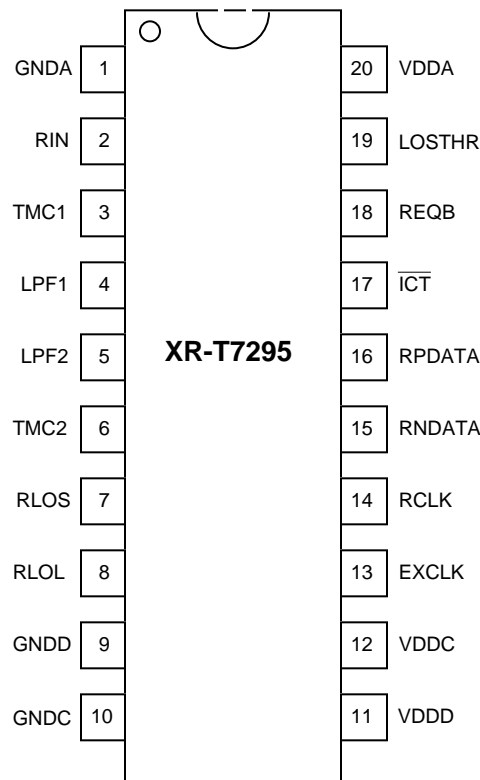 GNDA 1 20 VDDA
RIN 2 19 LOSTHR
TMC1 3 18 REQB
LPF1 4 17 ICT
LPF2 5 XR-T7295 16 RPDATA
TMC2 6 15 RNDATA
RLOS 7 14 RCLK
RLOL 8 13 EXCLK
GNDD 9 12 VDDC
GNDC 10 11 VDDD